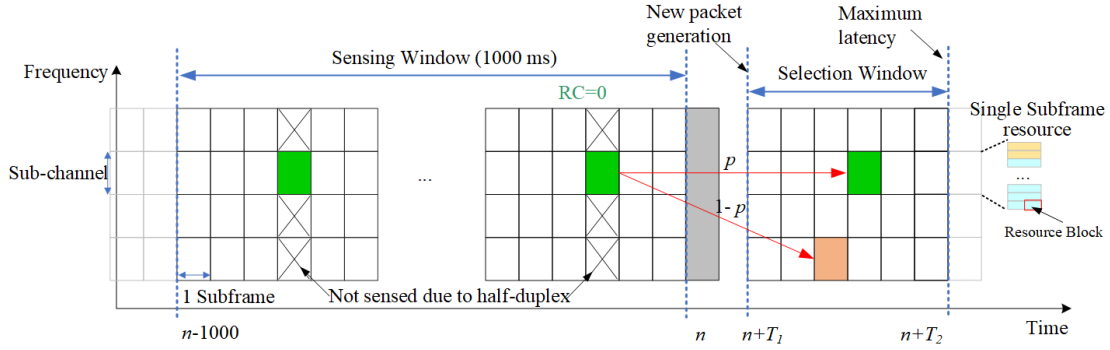 New packet
generation
Maximum
latency
Sensing Window (1000 ms)
Frequency
Selection Window
RC=0
Single Subframe
resource
Sub-channel
...
p
...
1- p
Resource Block
1 Subframe
Not sensed due to half-duplex
n-1000
n
n+T1
n+T2
Time